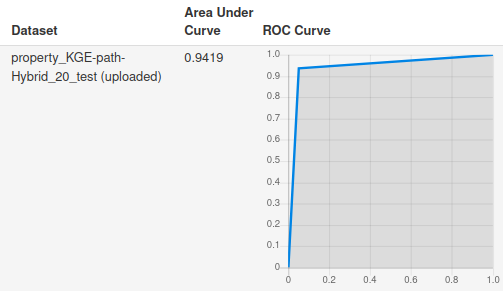 Dataset
Area Under
Curve
ROC Curve
property_KGE-path-
Hybrid_20_test (uploaded)
0.9419
1.0
0.9
0.8
0.7
0.6
0.5
0.4
0.3
0.2
0.1
0
0 0.2 0.4 0.6 0.8 1.0